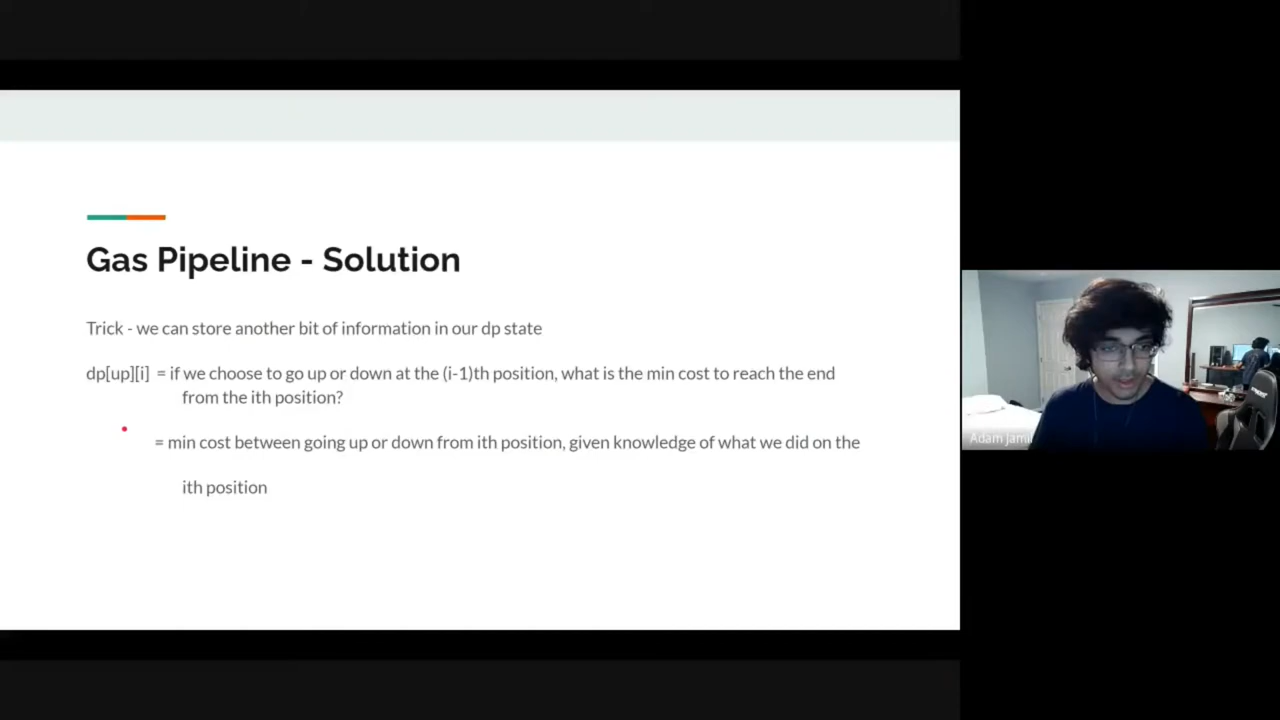 Gas Pipeline - Solution
Trick - we can store another bit of information in our dp state
dp[up][i] = if we choose to go up or down at the (i-1)th position, what is the min cost to reach the end
from the ith position?
= min cost between going up or down from ith position, given knowledge of what we did on the
ith position
Adam Jamil